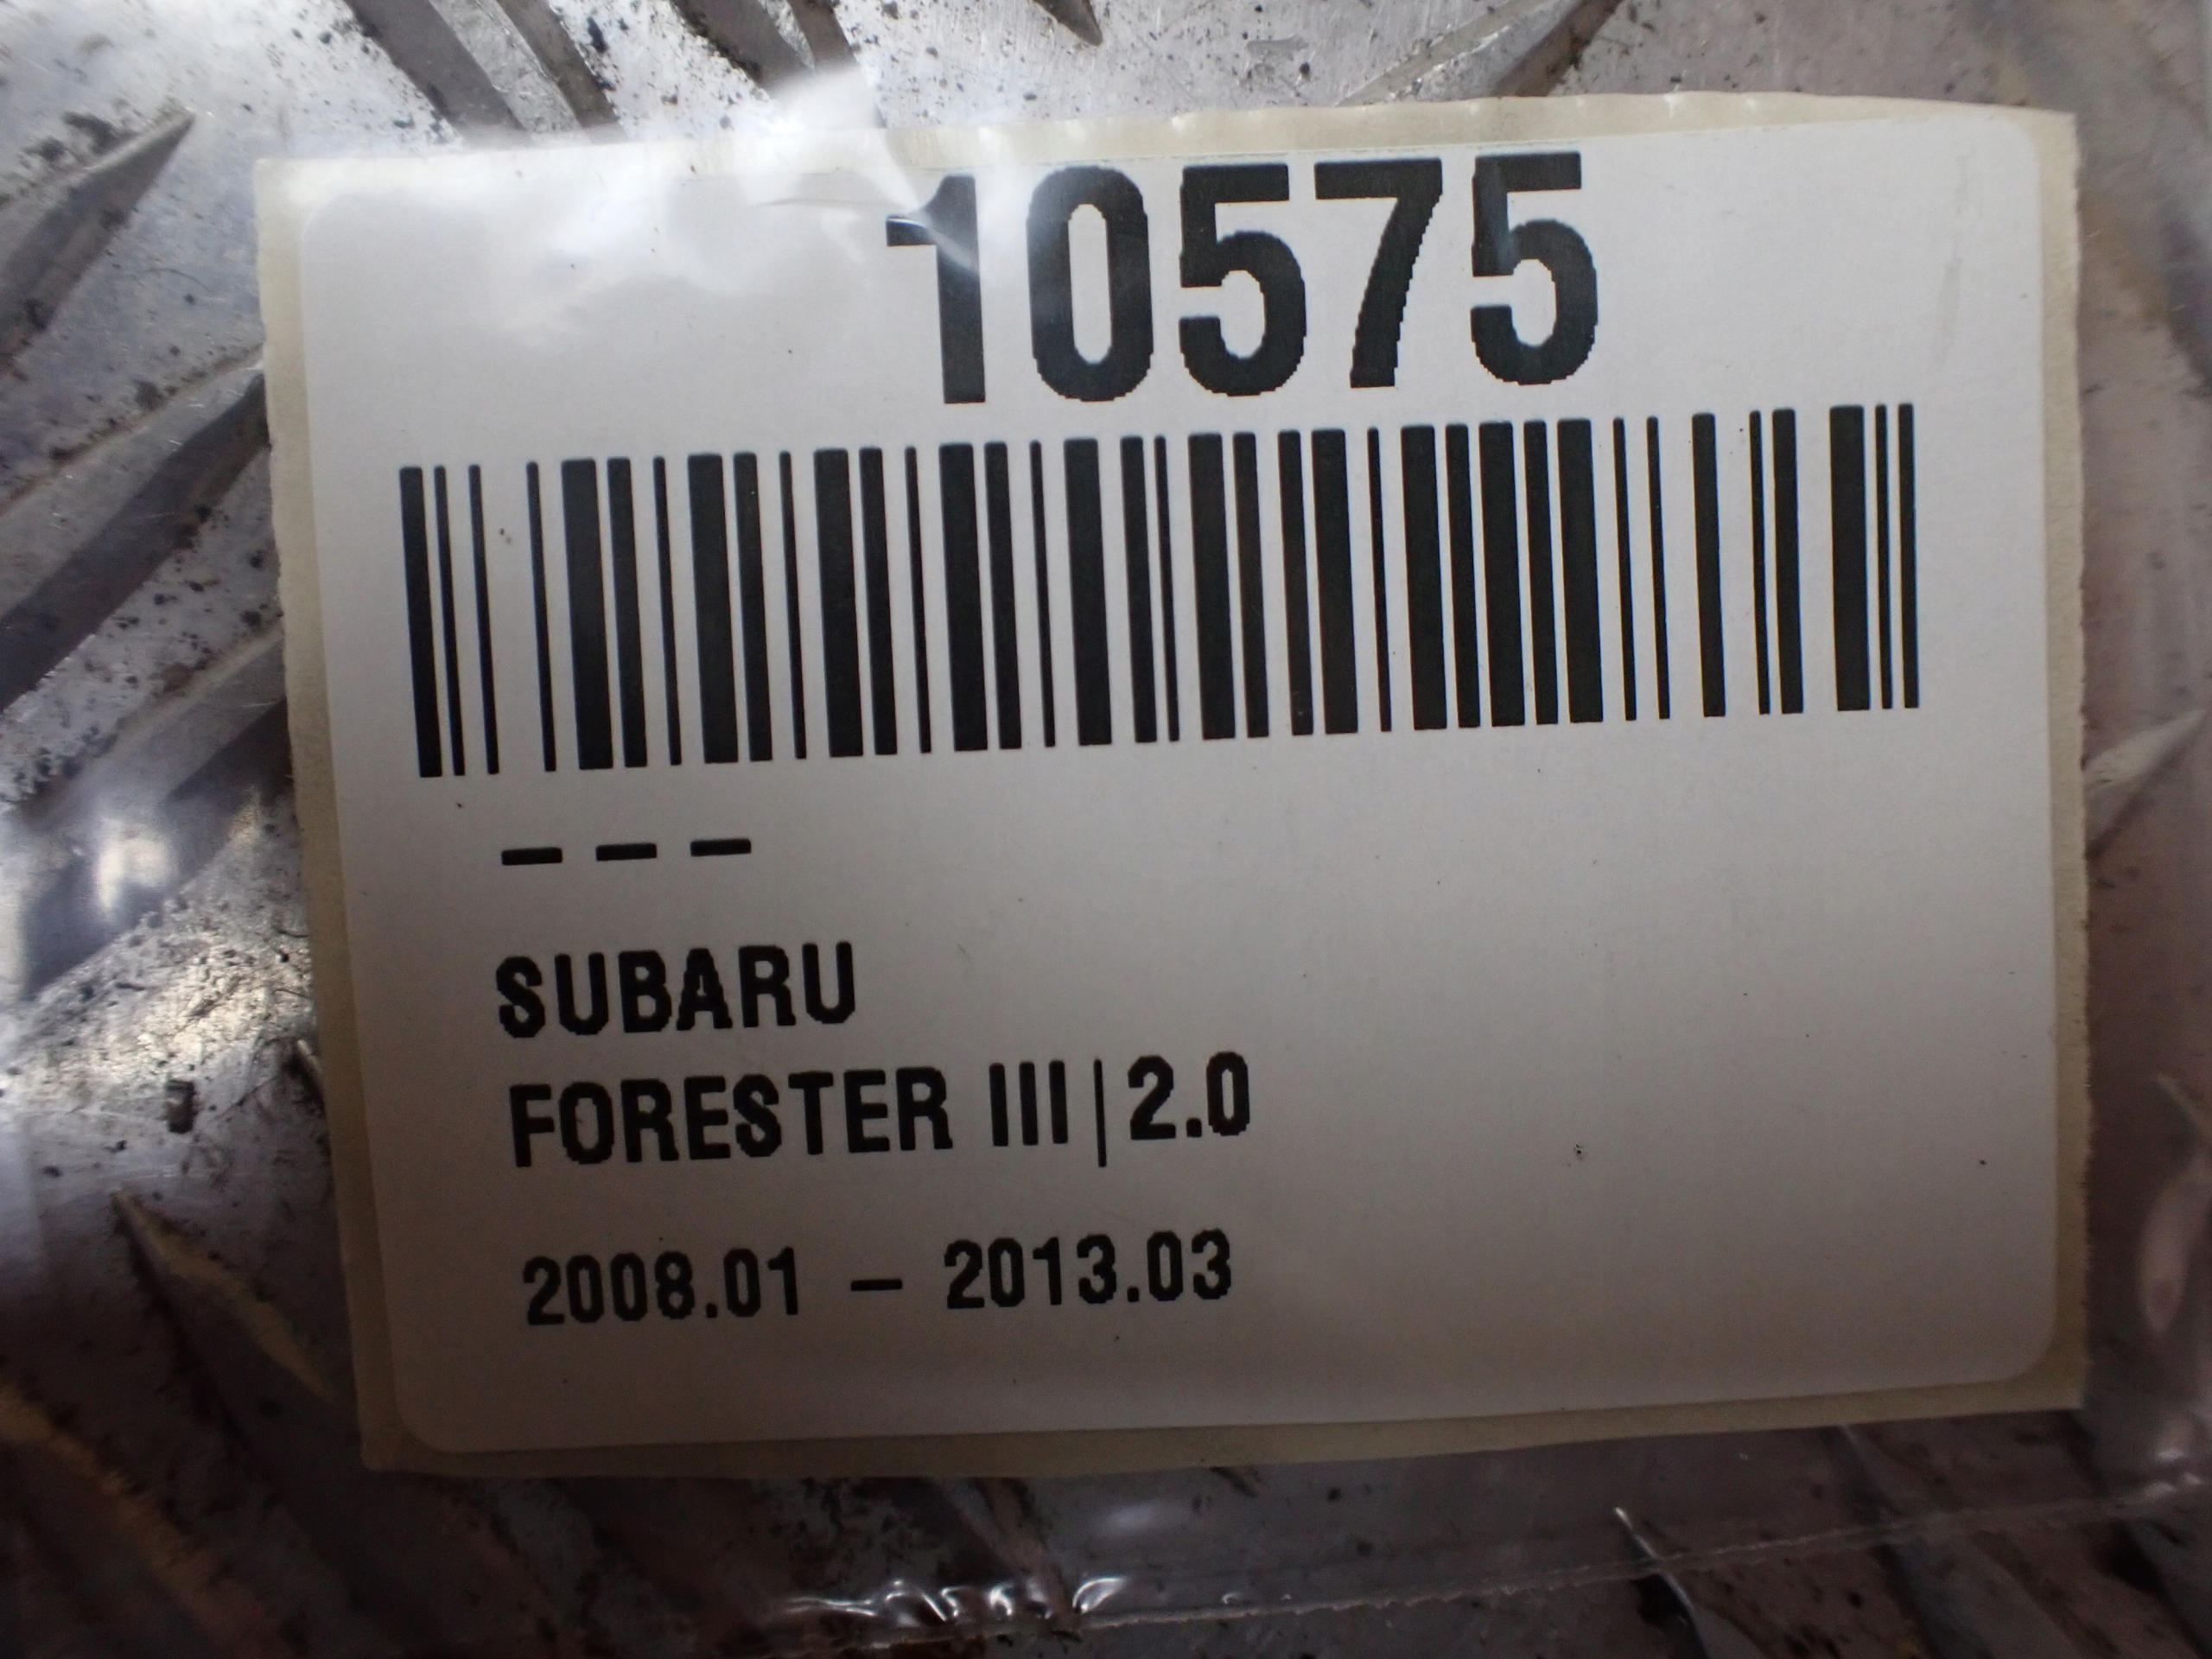 10575
– – –
SUBARU
FORESTER III|2.0
2008.01 – 2013.03